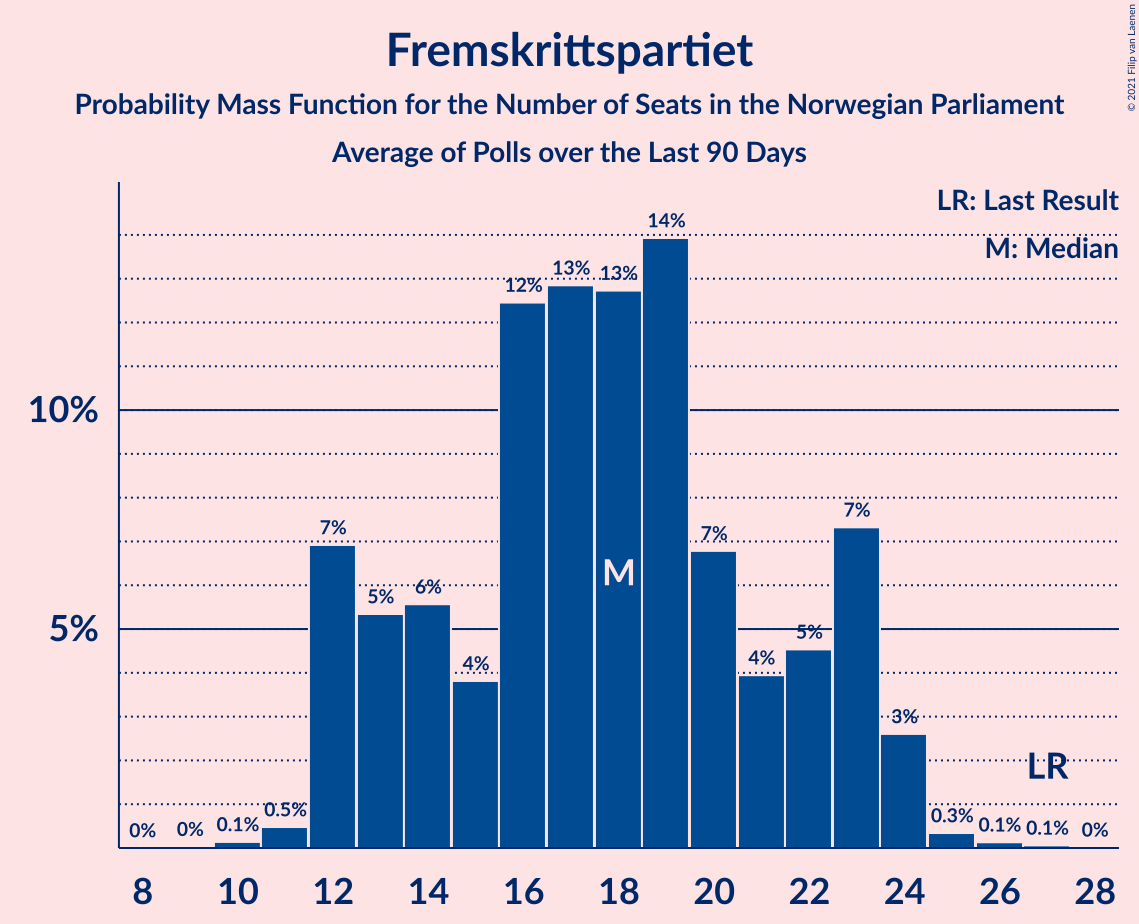 Fremskrittspartiet
Probability Mass Function for the Number of Seats in the Norwegian Parliament
Average of Polls over the Last 90 Days
© 2021 Filip van Laenen
LR: Last Result
M: Median
10%
5%
0%
0%
0.1%
0.5%
7%
5%
6%
4%
12%
13%
13%
14%
7%
4%
5%
7%
3%
0.3%
0.1%
0.1%
0%
M
LR
8 10 12 14 16 18 20 22 24 26 28